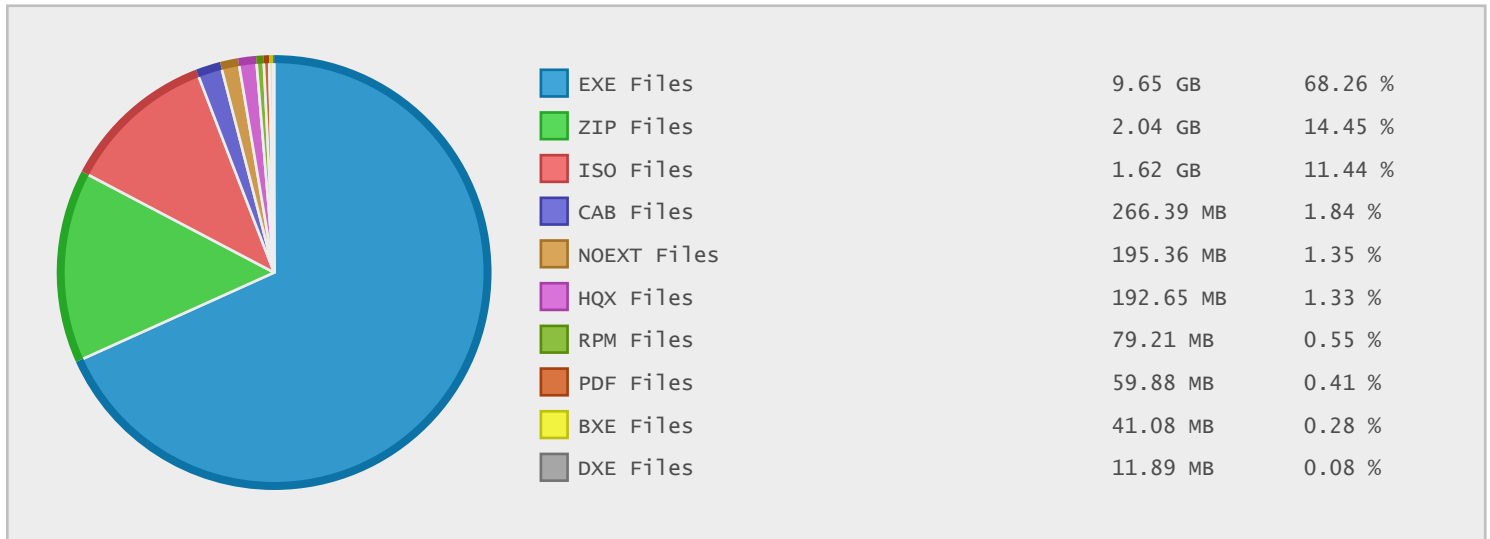 EXE Files 9.65 GB 68.26 %
ZIP Files 2.04 GB 14.45 %
ISO Files 1.62 GB 11.44 %
CAB Files 266.39 MB 1.84 %
NOEXT Files 195.36 MB 1.35 %
HQX Files 192.65 MB 1.33 %
RPM Files 79.21 MB 0.55 %
PDF Files 59.88 MB 0.41 %
BXE Files 41.08 MB 0.28 %
DXE Files 11.89 MB 0.08 %